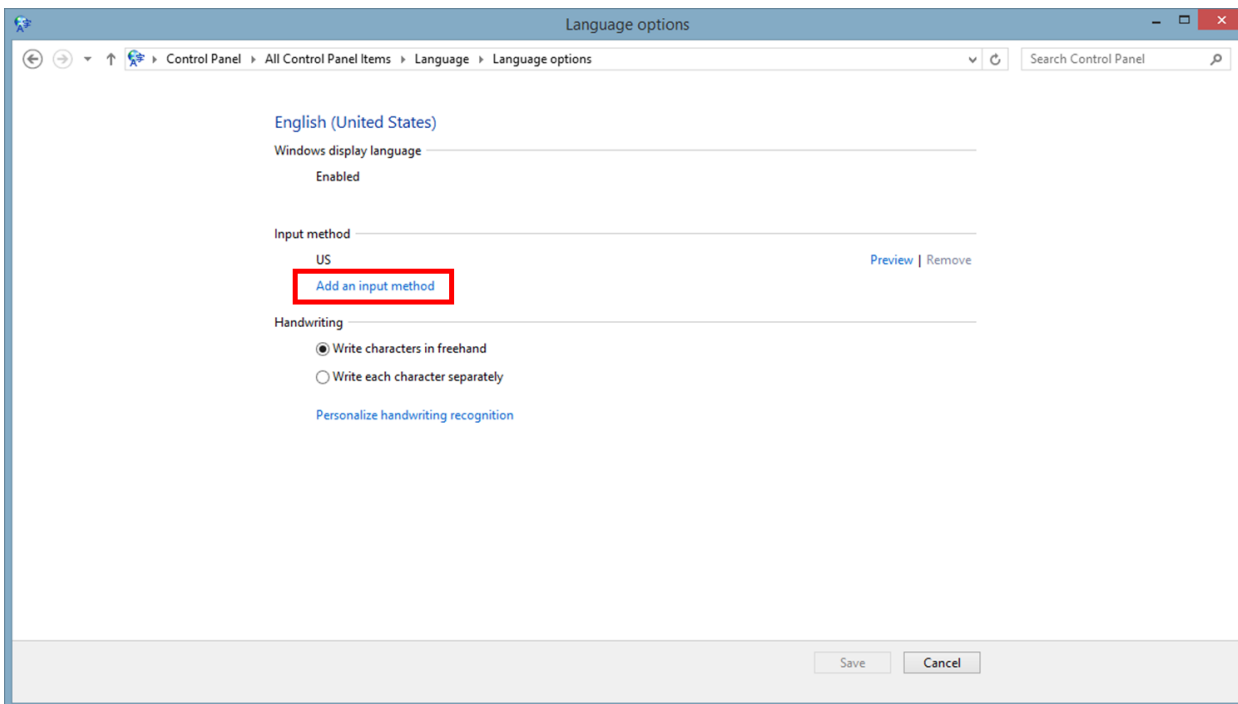 Language options
Control Panel All Control Panel Items Language Language options Search Control Panel
English (United States)
Windows display language
Enabled
Input method
US Preview | Remove
Add an input method
Handwriting
Write characters in freehand
Write each character separately
Personalize handwriting recognition
Save Cancel